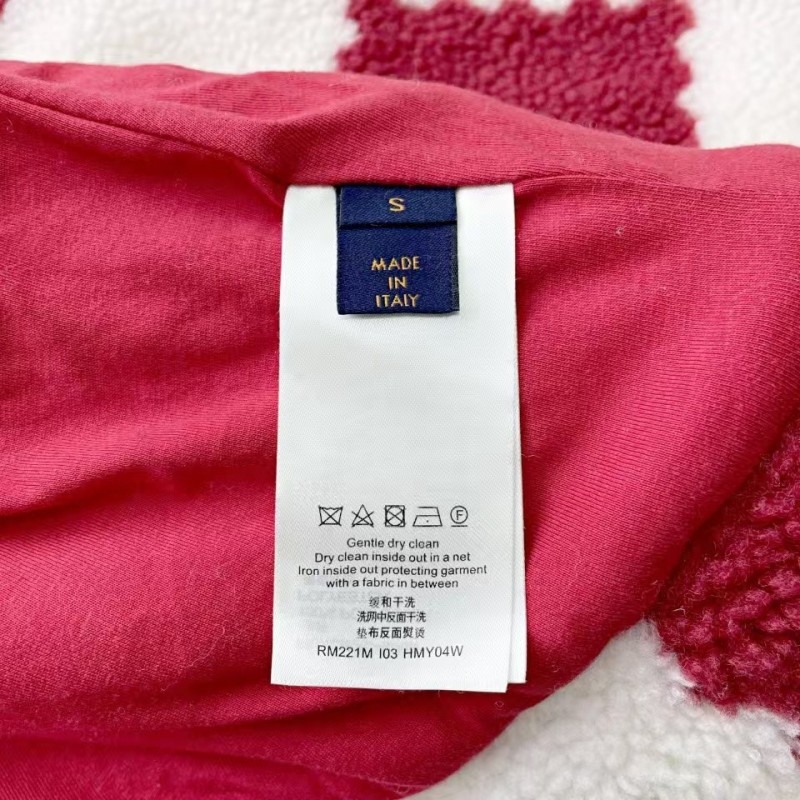 S
MADE
IN
ITALY
F
Gentle dry clean
Dry clean inside out in a net
Iron inside out protecting garment
with a fabric in between
缓和干洗
洗网中反面干洗
垫布反面熨烫
RM221M I03 HMY04W